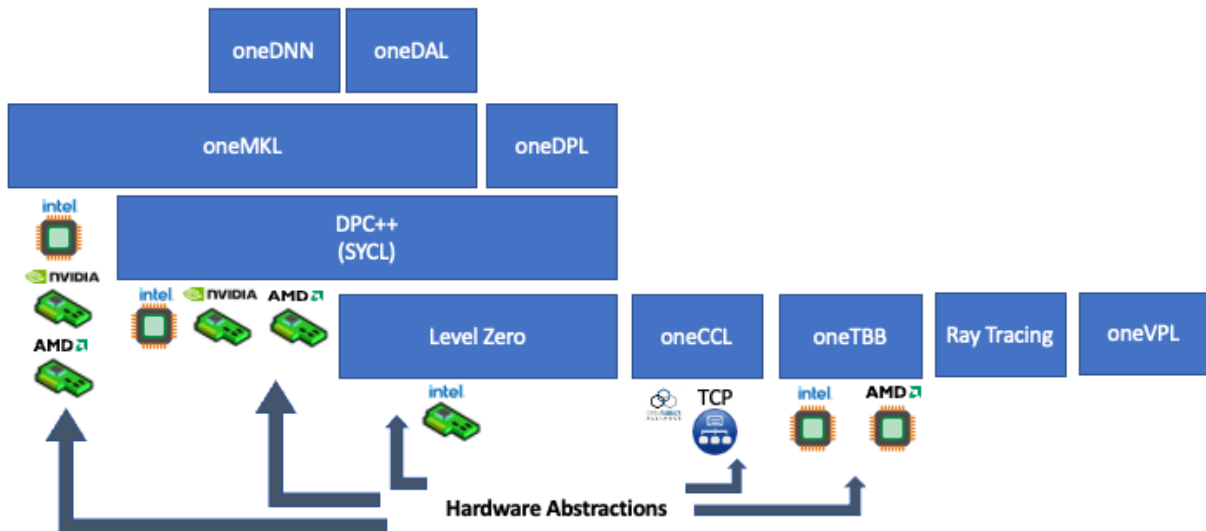 oneDNN
oneDAL
oneMKL
oneDPL
intel
DPC++
(SYCL)
NVIDIA
intel
NVIDIA
AMD
AMD
Level Zero
oneCCL
oneTBB
Ray Tracing
oneVPL
intel
TCP
intel
AMD
Hardware Abstractions